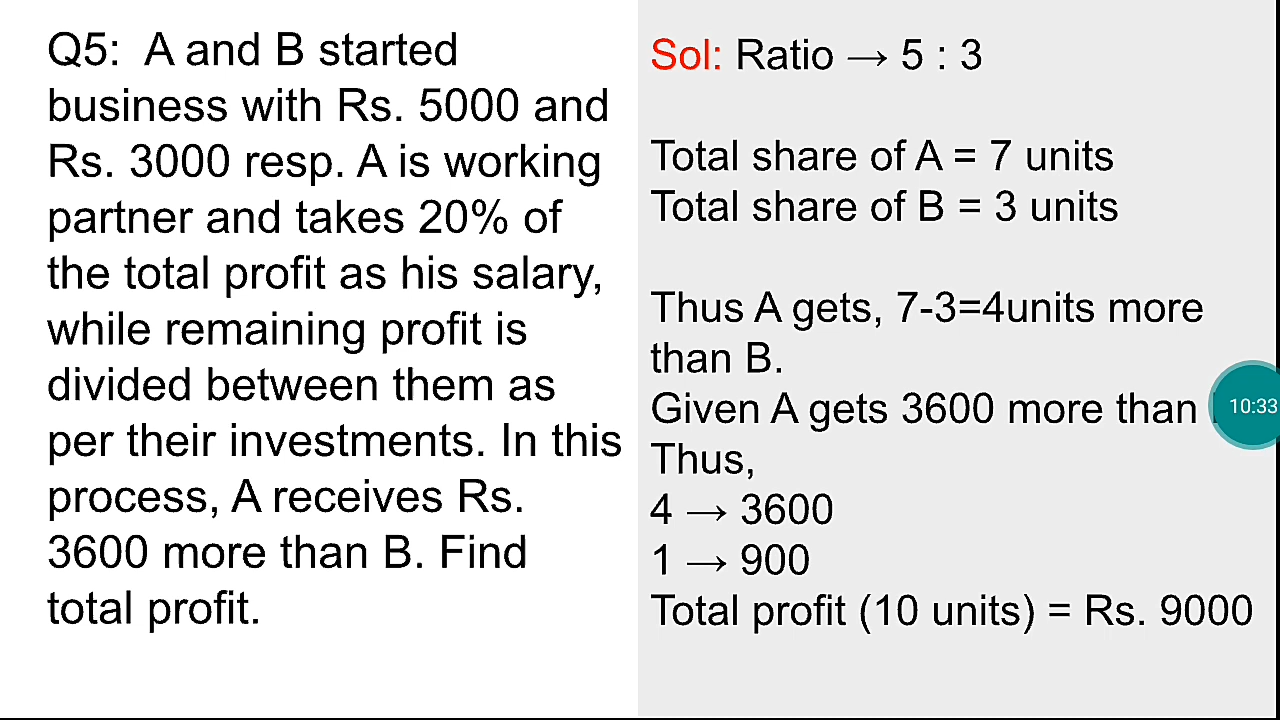 Q5: A and B started
business with Rs. 5000 and
Rs. 3000 resp. A is working
partner and takes 20% of
the total profit as his salary,
while remaining profit is
divided between them as
per their investments. In this
process, A receives Rs.
3600 more than B. Find
total profit.
Sol: Ratio → 5 : 3
Total share of A = 7 units
Total share of B = 3 units
Thus A gets, 7-3=4units more
than B.
Given A gets 3600 more than
Thus,
4 → 3600
1 → 900
Total profit (10 units) = Rs. 9000
10:33